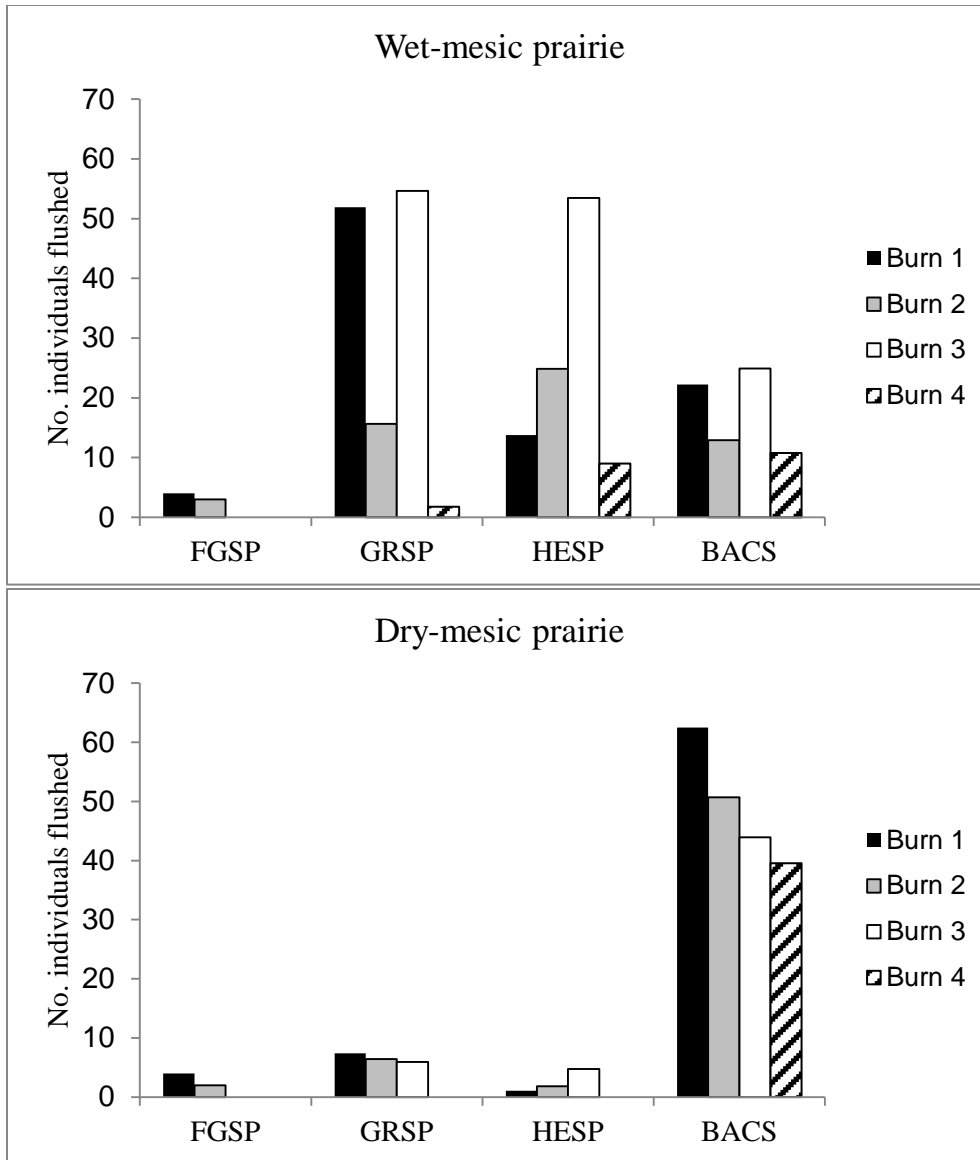 Wet-mesic prairie
No. individuals flushed
70
60
50
40
30
20
10
0
FGSP GRSP HESP BACS
Burn 1
Burn 2
Burn 3
Burn 4
Dry-mesic prairie
No. individuals flushed
70
60
50
40
30
20
10
0
FGSP GRSP HESP BACS
Burn 1
Burn 2
Burn 3
Burn 4